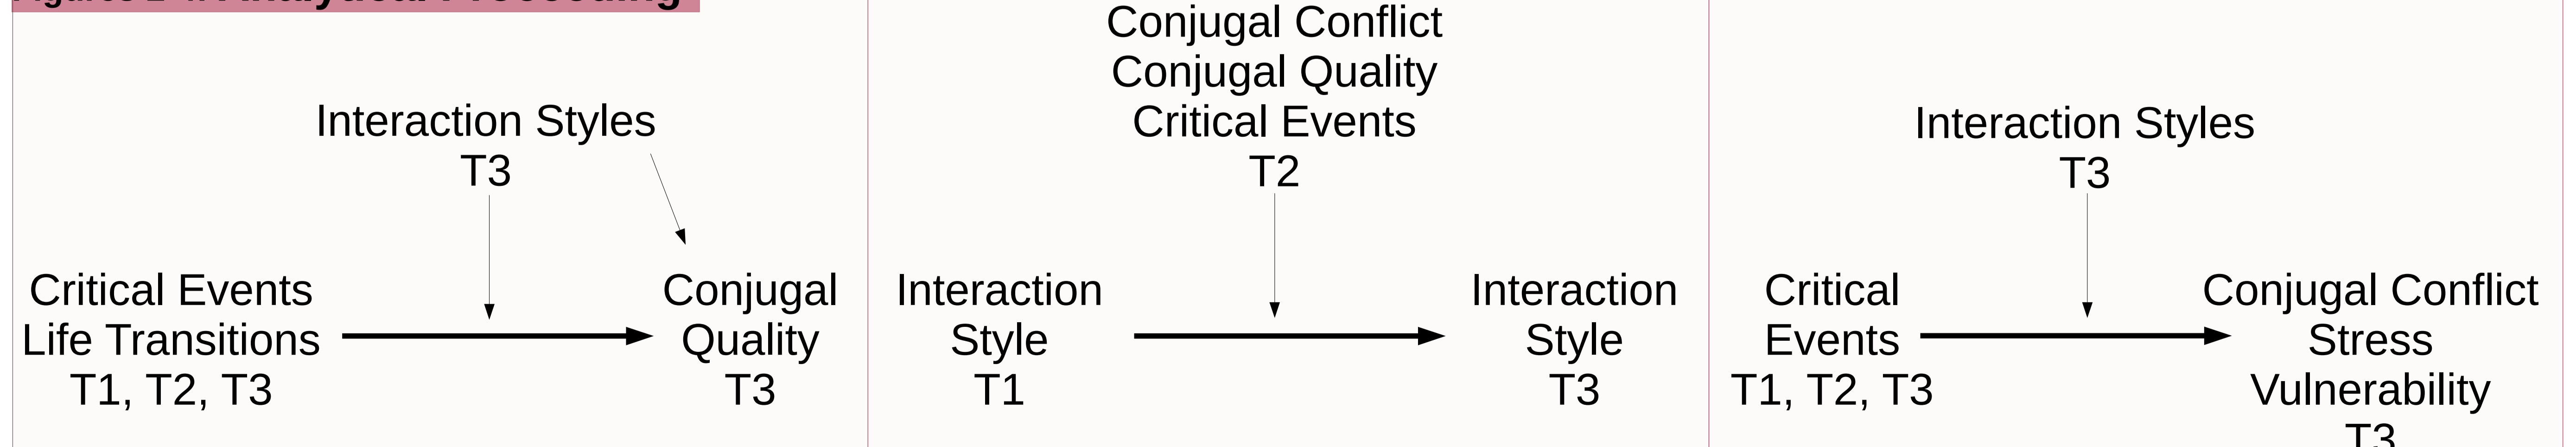 Interaction Styles
T3
Critical Events
Life Transitions
T1, T2, T3
Conjugal
Quality
T3
Conjugal Conflict
Conjugal Quality
Critical Events
T2
Interaction
Style
T1
Interaction
Style
T3
Interaction Styles
T3
Critical
Events
T1, T2, T3
Conjugal Conflict
Stress
Vulnerability
T3